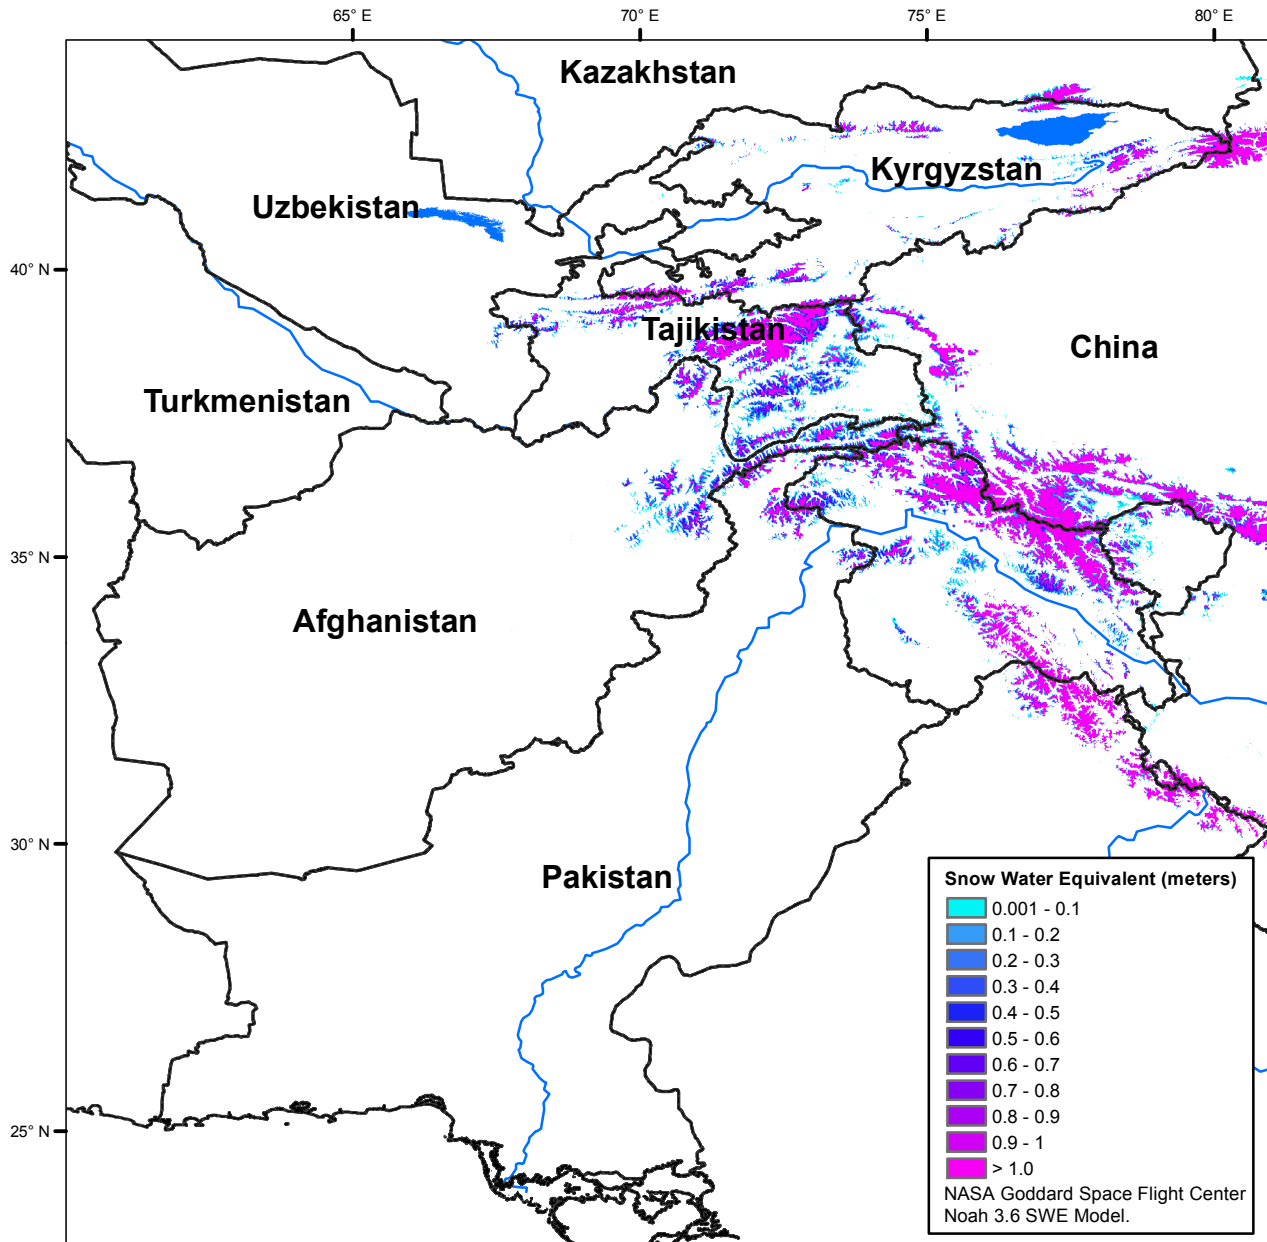 65° E
70° E
75° E
80° E
Kazakhstan
Kyrgyzstan
Uzbekistan
40° N
Tajikistan
China
Turkmenistan
35° N
Afghanistan
30° N
Pakistan
Snow Water Equivalent (meters)
0.001 - 0.1
0.1 - 0.2
0.2 - 0.3
0.3 - 0.4
0.4 - 0.5
0.5 - 0.6
0.6 - 0.7
0.7 - 0.8
0.8 - 0.9
0.9 - 1
> 1.0
25° N
NASA Goddard Space Flight Center
Noah 3.6 SWE Model.